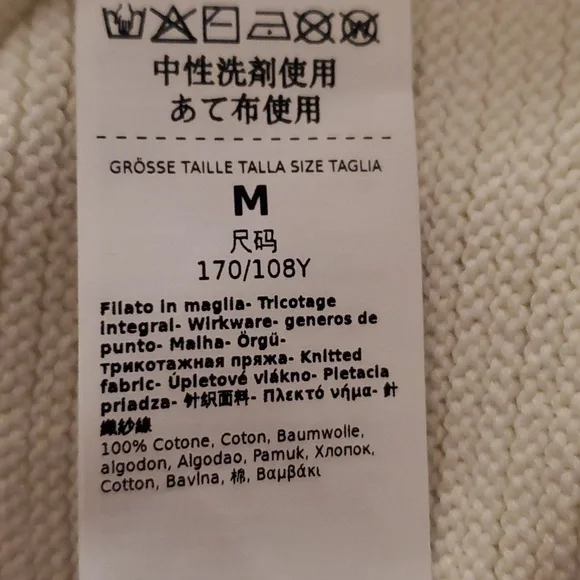 中性洗剤使用
あて布使用
GRÖSSE TAILLE TALLA SIZE TAGLIA
M
尺码
170/108Y
Filato in maglia- Tricotage
integral- Wirkware- generos de
punto- Malha- Örgü-
трикотажная пряжа- Knitted
fabric- Úpletové vlákno- Pletacia
priadza- 针织面料- Πλεκτό νήμα- 針
織紗線
100% Cotone, Coton, Baumwolle,
algodon, Algodao, Pamuk, Хлопок,
Cotton, Bavlna, 棉, Βαμβάκι